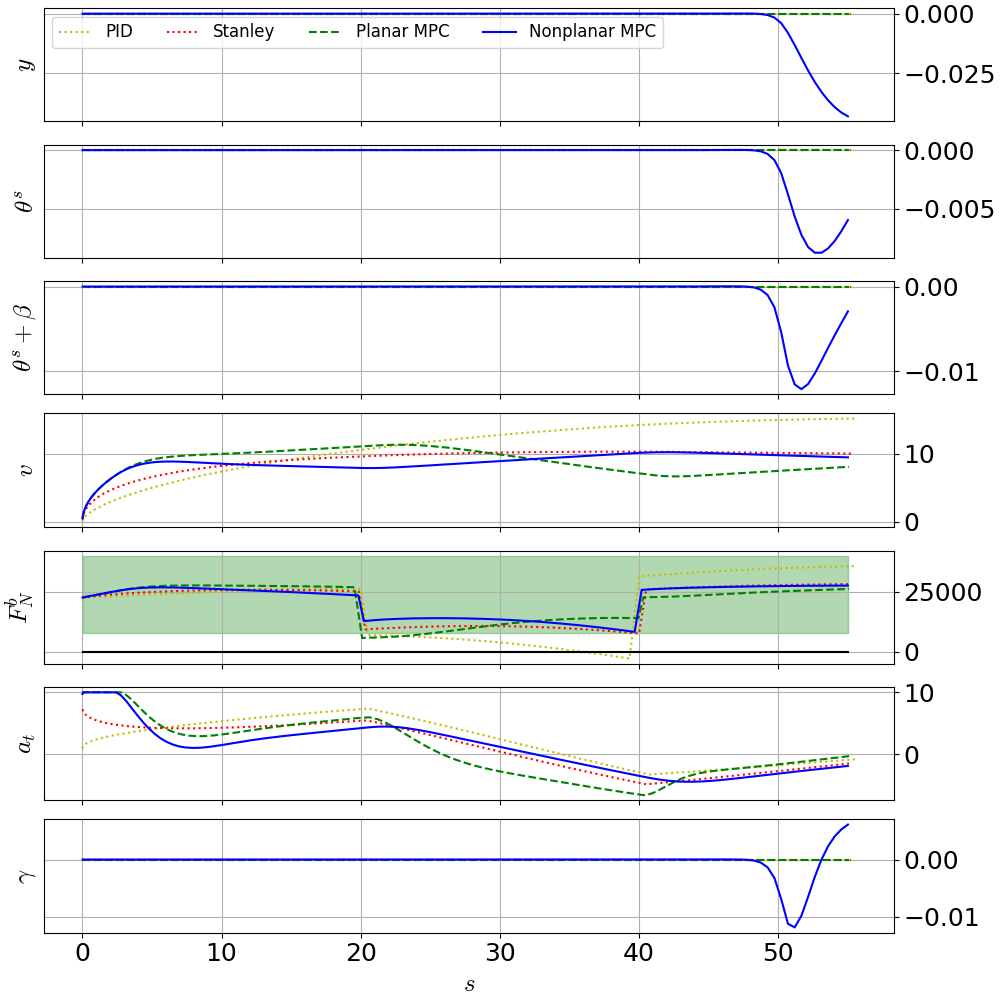 PID Stanley Planar MPC Nonplanar MPC
y
0.000
−0.025
θ^s
0.000
−0.005
θ^s + β
0.00
−0.01
v
10
0
F_N^b
25000
0
a_t
10
0
γ
0.00
−0.01
0 10 20 30 40 50
s